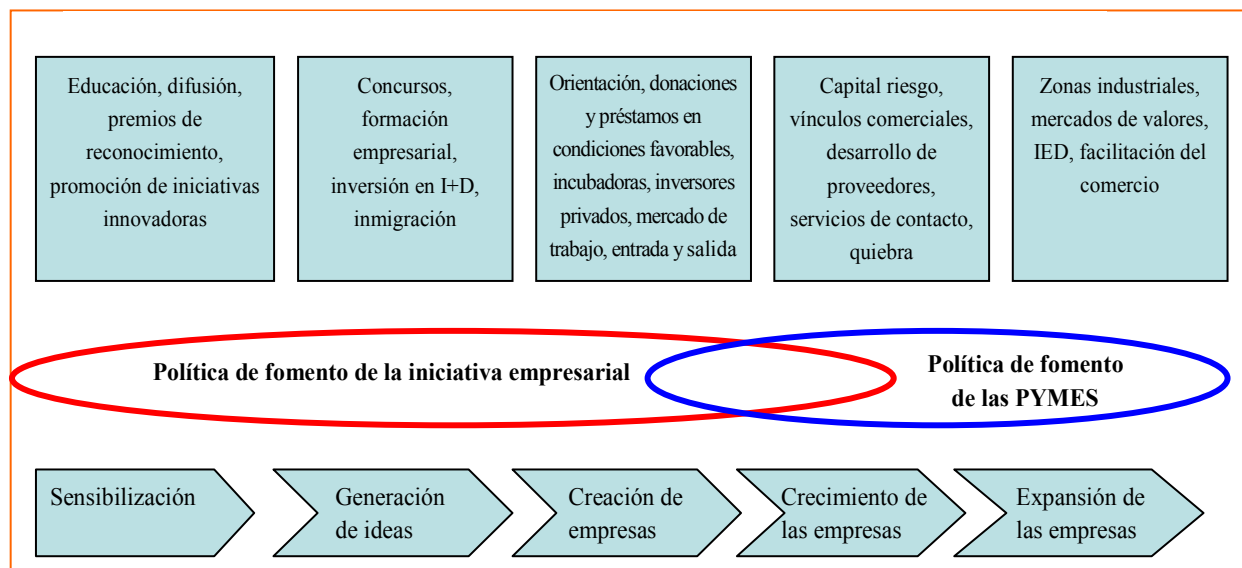 Educación, difusión,
premios de
reconocimiento,
promoción de iniciativas
innovadoras
Concursos,
formación
empresarial,
inversión en I+D,
inmigración
Orientación, donaciones
y préstamos en
condiciones favorables,
incubadoras, inversores
privados, mercado de
trabajo, entrada y salida
Capital riesgo,
vínculos comerciales,
desarrollo de
proveedores,
servicios de contacto,
quiebra
Zonas industriales,
mercados de valores,
IED, facilitación del
comercio
Política de fomento de la iniciativa empresarial
Política de fomento
de las PYMES
Sensibilización
Generación
de ideas
Creación de
empresas
Crecimiento de
las empresas
Expansión de
las empresas